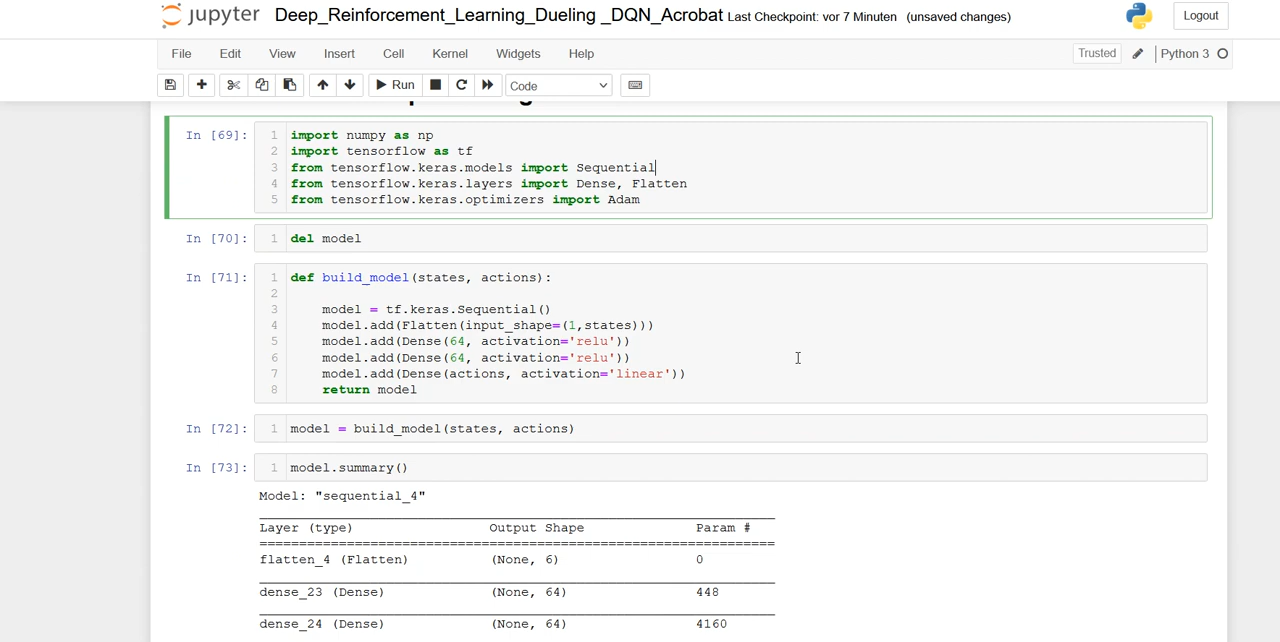 jupyter Deep_Reinforcement_Learning_Dueling _DQN_Acrobat Last Checkpoint: vor 7 Minuten (unsaved changes) Logout
File Edit View Insert Cell Kernel Widgets Help Trusted Python 3
Run Code
In [69]: 1 import numpy as np
2 import tensorflow as tf
3 from tensorflow.keras.models import Sequential
4 from tensorflow.keras.layers import Dense, Flatten
5 from tensorflow.keras.optimizers import Adam
In [70]: 1 del model
In [71]: 1 def build_model(states, actions):
2
3 model = tf.keras.Sequential()
4 model.add(Flatten(input_shape=(1,states)))
5 model.add(Dense(64, activation='relu'))
6 model.add(Dense(64, activation='relu'))
7 model.add(Dense(actions, activation='linear'))
8 return model
In [72]: 1 model = build_model(states, actions)
In [73]: 1 model.summary()
Model: "sequential_4"
Layer (type) Output Shape Param #
=================================================================
flatten_4 (Flatten) (None, 6) 0
dense_23 (Dense) (None, 64) 448
dense_24 (Dense) (None, 64) 4160